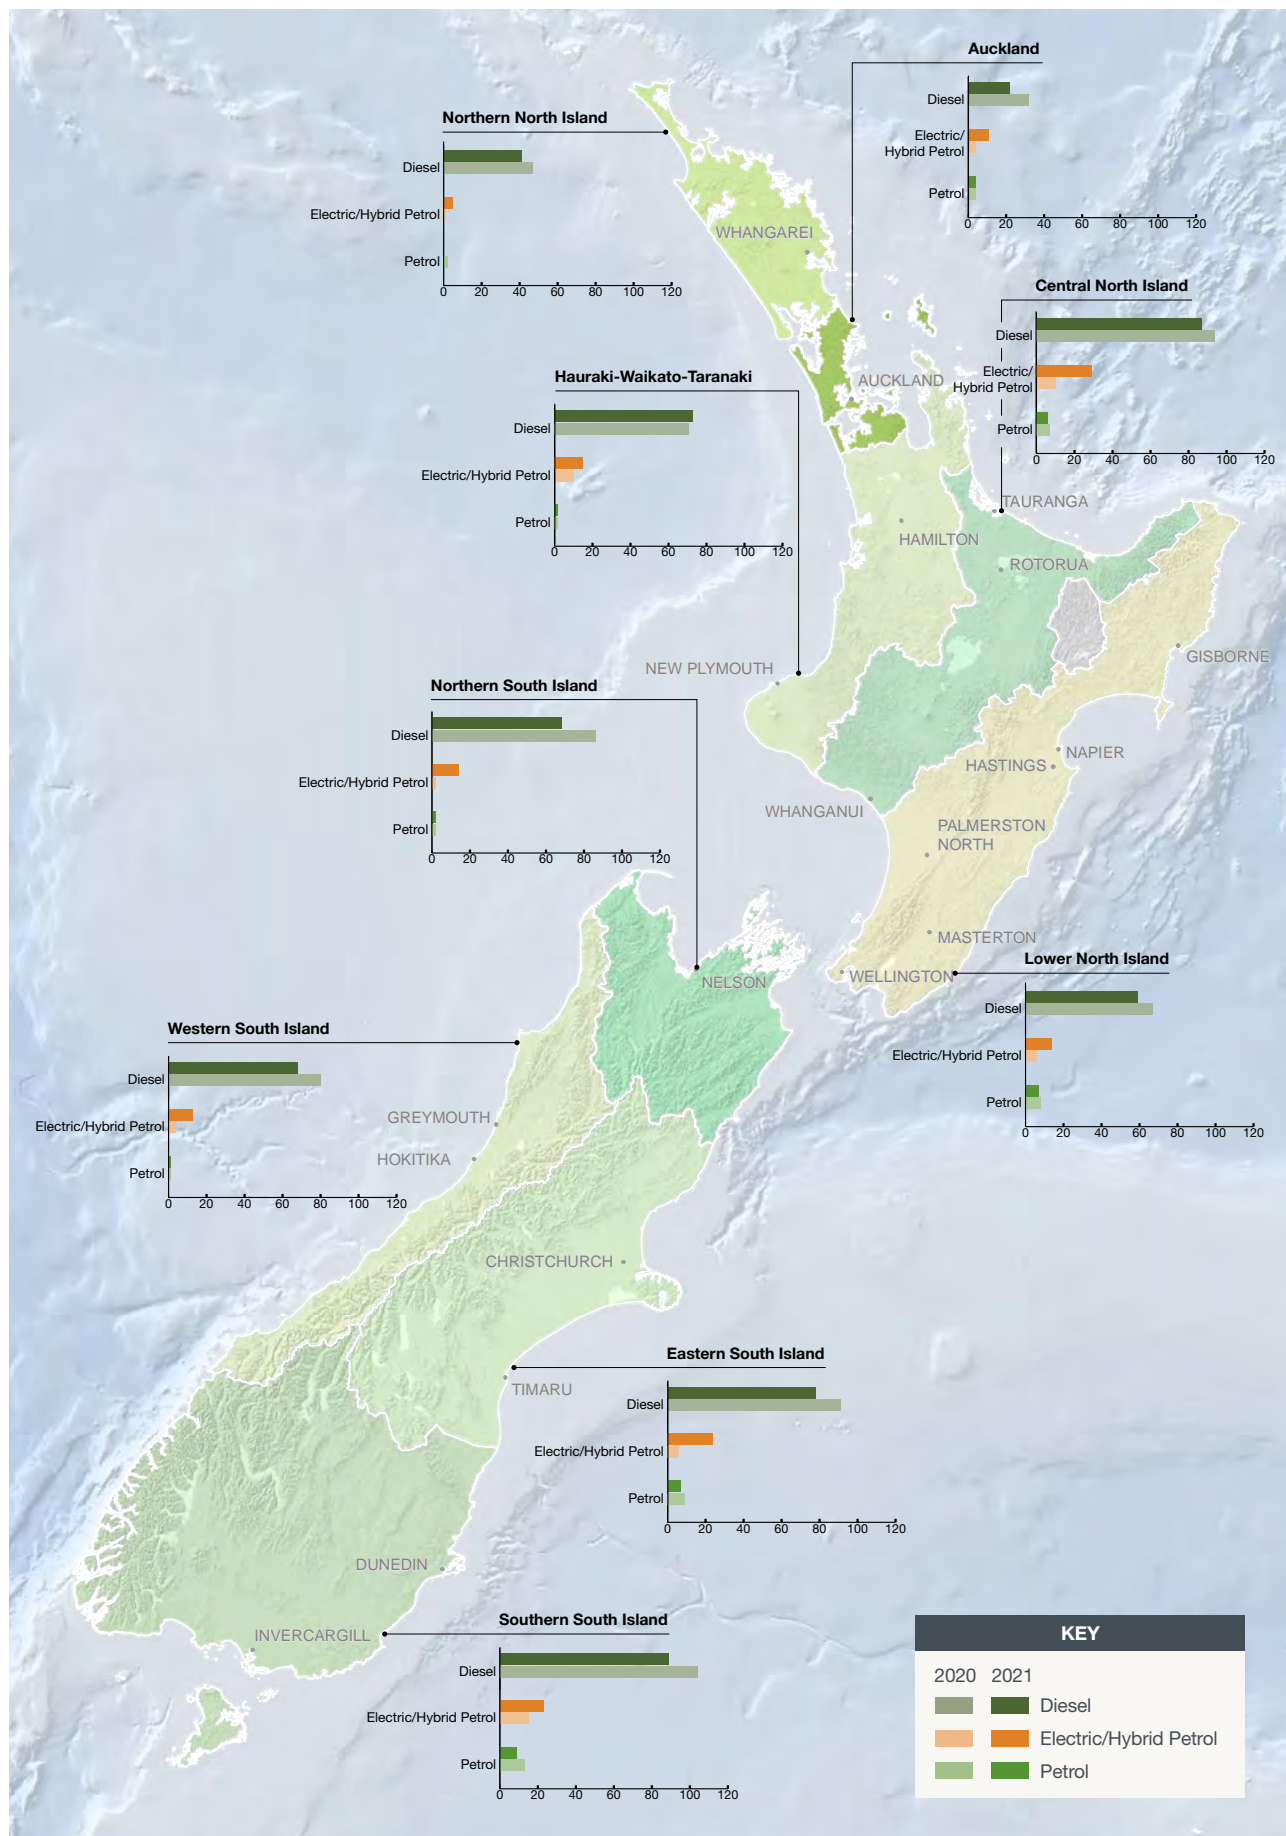 Auckland
Diesel
Electric/
Hybrid Petrol
Petrol
0 20 40 60 80 100 120
Northern North Island
Diesel
Electric/Hybrid Petrol
Petrol
0 20 40 60 80 100 120
WHANGAREI
Central North Island
Diesel
Electric/
Hybrid Petrol
Petrol
0 20 40 60 80 100 120
AUCKLAND
Hauraki-Waikato-Taranaki
Diesel
Electric/Hybrid Petrol
Petrol
0 20 40 60 80 100 120
TAURANGA
HAMILTON
ROTORUA
GISBORNE
NEW PLYMOUTH
Northern South Island
Diesel
Electric/Hybrid Petrol
Petrol
0 20 40 60 80 100 120
NAPIER
HASTINGS
WHANGANUI
PALMERSTON
NORTH
MASTERTON
WELLINGTON
Lower North Island
Diesel
Electric/Hybrid Petrol
Petrol
0 20 40 60 80 100 120
NELSON
Western South Island
Diesel
Electric/Hybrid Petrol
Petrol
0 20 40 60 80 100 120
GREYMOUTH
HOKITIKA
CHRISTCHURCH
Eastern South Island
Diesel
Electric/Hybrid Petrol
Petrol
0 20 40 60 80 100 120
TIMARU
DUNEDIN
INVERCARGILL
Southern South Island
Diesel
Electric/Hybrid Petrol
Petrol
0 20 40 60 80 100 120
KEY
2020 2021
Diesel
Electric/Hybrid Petrol
Petrol